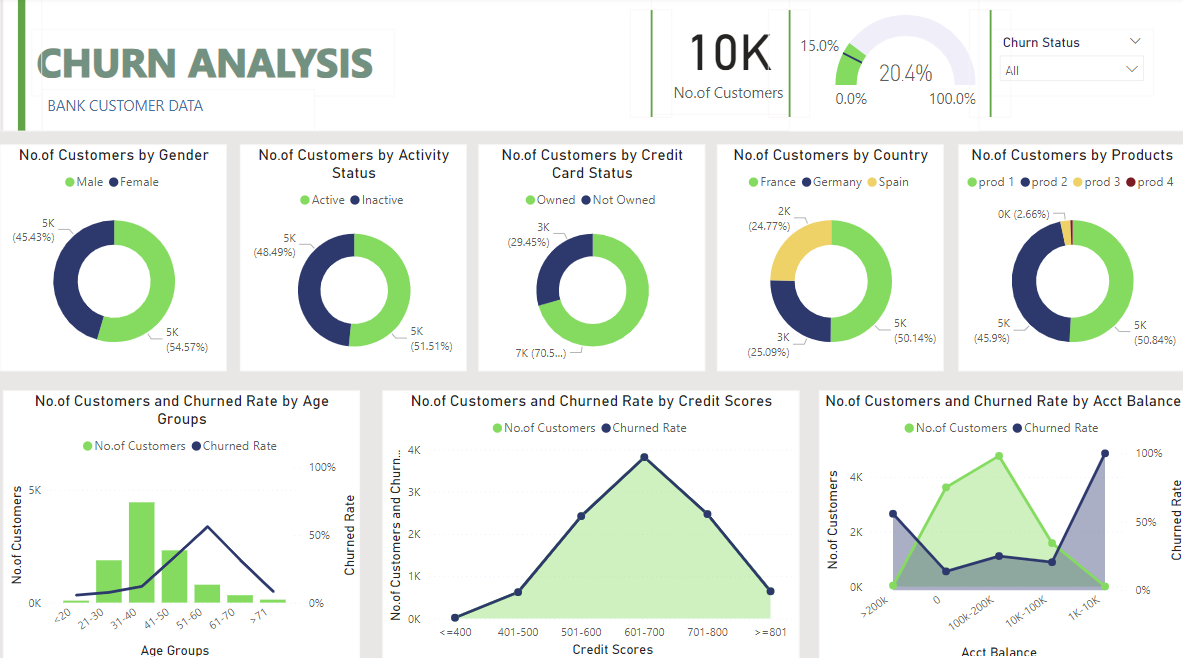 CHURN ANALYSIS
BANK CUSTOMER DATA
10K
No.of Customers
15.0%
20.4%
0.0%
100.0%
Churn Status
All
No.of Customers by Gender
Male Female
5K
(45.43%)
5K
(54.57%)
No.of Customers by Activity
Status
Active Inactive
5K
(48.49%)
5K
(51.51%)
No.of Customers by Credit
Card Status
Owned Not Owned
3K
(29.45%)
7K (70.5...)
No.of Customers by Country
France Germany Spain
2K
(24.77%)
3K
(25.09%)
5K
(50.14%)
No.of Customers by Products
prod 1 prod 2 prod 3 prod 4
0K (2.66%)
5K
(45.9%)
5K
(50.84%)
No.of Customers and Churned Rate by Age
Groups
No.of Customers Churned Rate
No.of Customers
5K
0K
100%
50%
0%
Churned Rate
<20
21-30
31-40
41-50
51-60
61-70
>71
Age Groups
No.of Customers and Churned Rate by Credit Scores
No.of Customers Churned Rate
No.of Customers and Churn...
4K
3K
2K
1K
0K
<=400
401-500
501-600
601-700
701-800
>=801
Credit Scores
No.of Customers and Churned Rate by Acct Balance
No.of Customers Churned Rate
No.of Customers
4K
2K
0K
100%
50%
0%
Churned Rate
>200k
0
100k-200K
10K-100K
1K-10K
Acct Balance